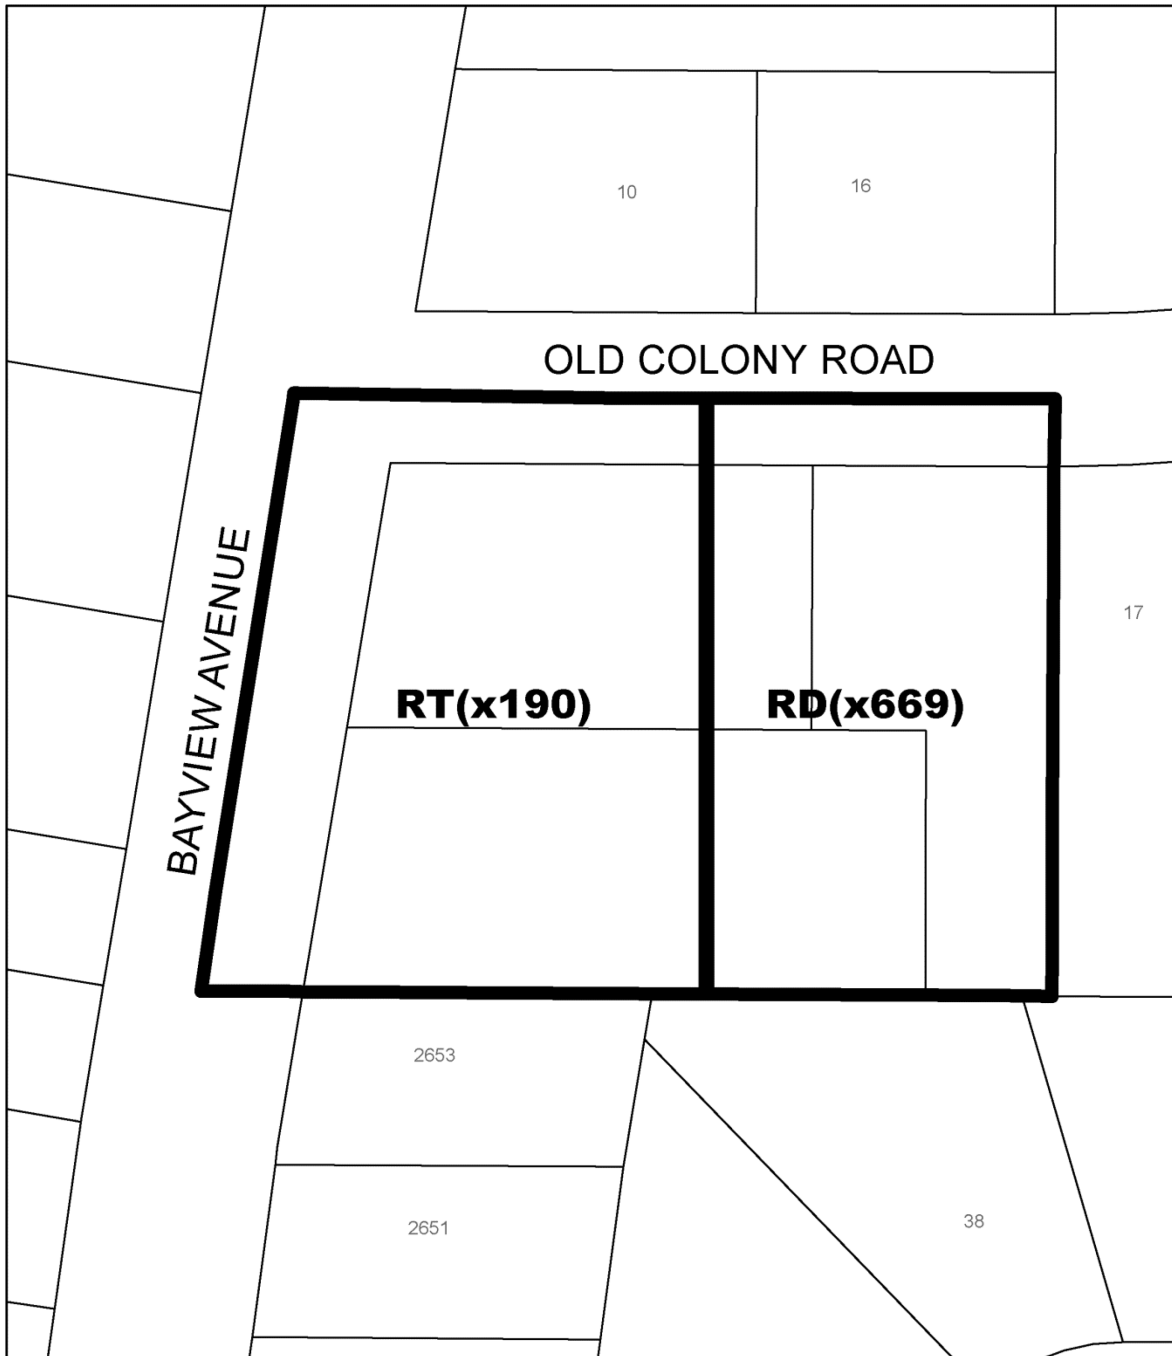 10
16
OLD COLONY ROAD
BAYVIEW AVENUE
17
RT(x190)
RD(x669)
2653
2651
38